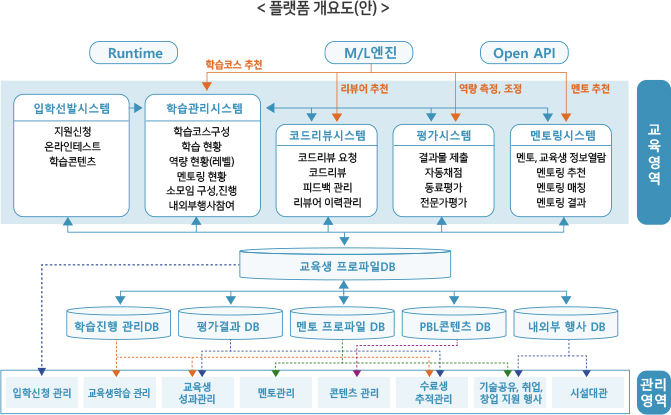 < 플랫폼 개요도(안) >
Runtime
M/L엔진
Open API
학습코스 추천
리뷰어 추천
역량 측정, 조정
멘토 추천
입학선발시스템
지원신청
온라인테스트
학습콘텐츠
학습관리시스템
학습코스구성
학습 현황
역량 현황(레벨)
멘토링 현황
소모임 구성,진행
내외부행사참여
코드리뷰시스템
코드리뷰 요청
코드리뷰
피드백 관리
리뷰어 이력관리
평가시스템
결과물 제출
자동채점
동료평가
전문가평가
멘토링시스템
멘토, 교육생 정보열람
멘토링 추천
멘토링 매칭
멘토링 결과
교육영역
교육생 프로파일DB
학습진행 관리DB
평가결과 DB
멘토 프로파일 DB
PBL콘텐츠 DB
내외부 행사 DB
입학신청 관리
교육생학습 관리
교육생
성과관리
멘토관리
콘텐츠 관리
수료생
추적관리
기술공유, 취업,
창업 지원 행사
시설대관
관리
영역